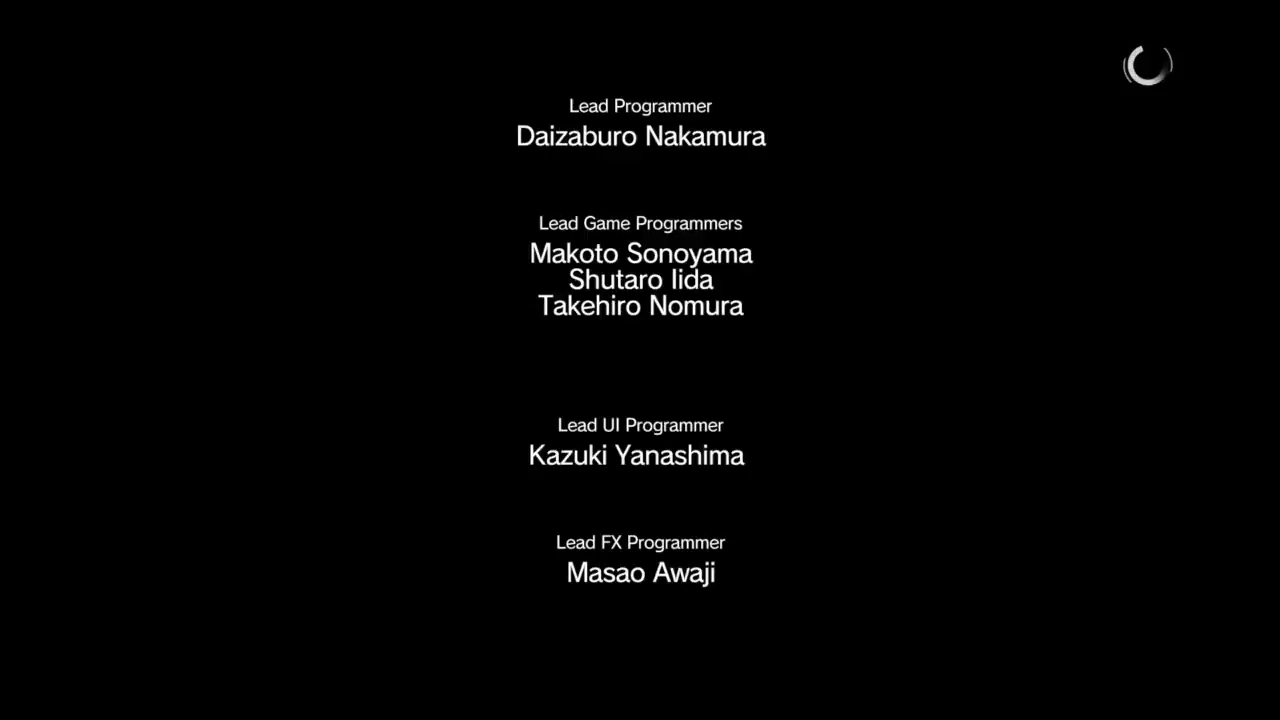 Lead Programmer
Daizaburo Nakamura
Lead Game Programmers
Makoto Sonoyama
Shutaro Iida
Takehiro Nomura
Lead UI Programmer
Kazuki Yanashima
Lead FX Programmer
Masao Awaji